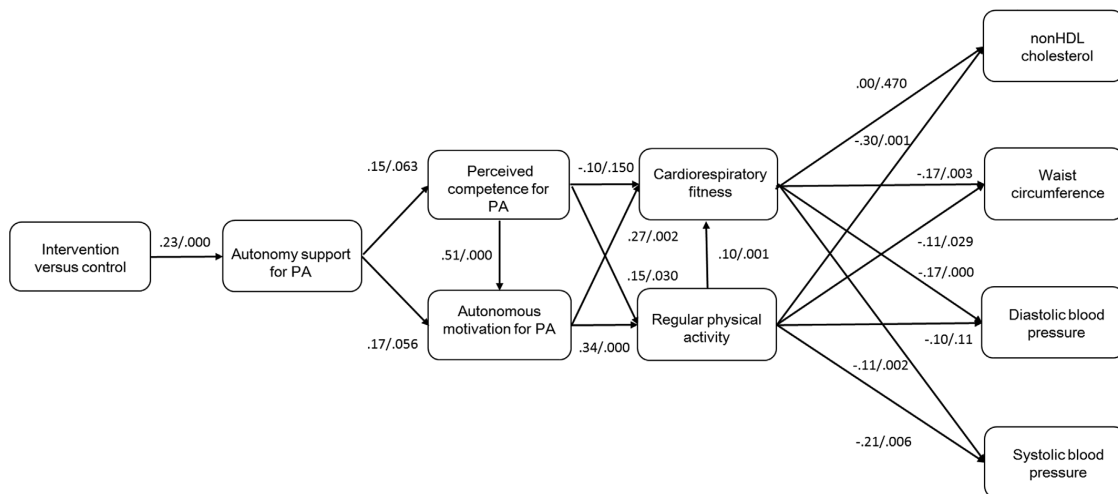 nonHDL
cholesterol
.00/.470
-.30/.001
.15/.063
Perceived
competence for
PA
-.10/.150
Cardiorespiratory
fitness
-.17/.003
Waist
circumference
.23/.000
Intervention
versus control
Autonomy support
for PA
.51/.000
.27/.002
.10/.001
-.11/.029
.15/.030
-.17/.000
Autonomous
motivation for PA
Regular physical
activity
Diastolic blood
pressure
.17/.056
.34/.000
-.10/.11
-.11/.002
-.21/.006
Systolic blood
pressure